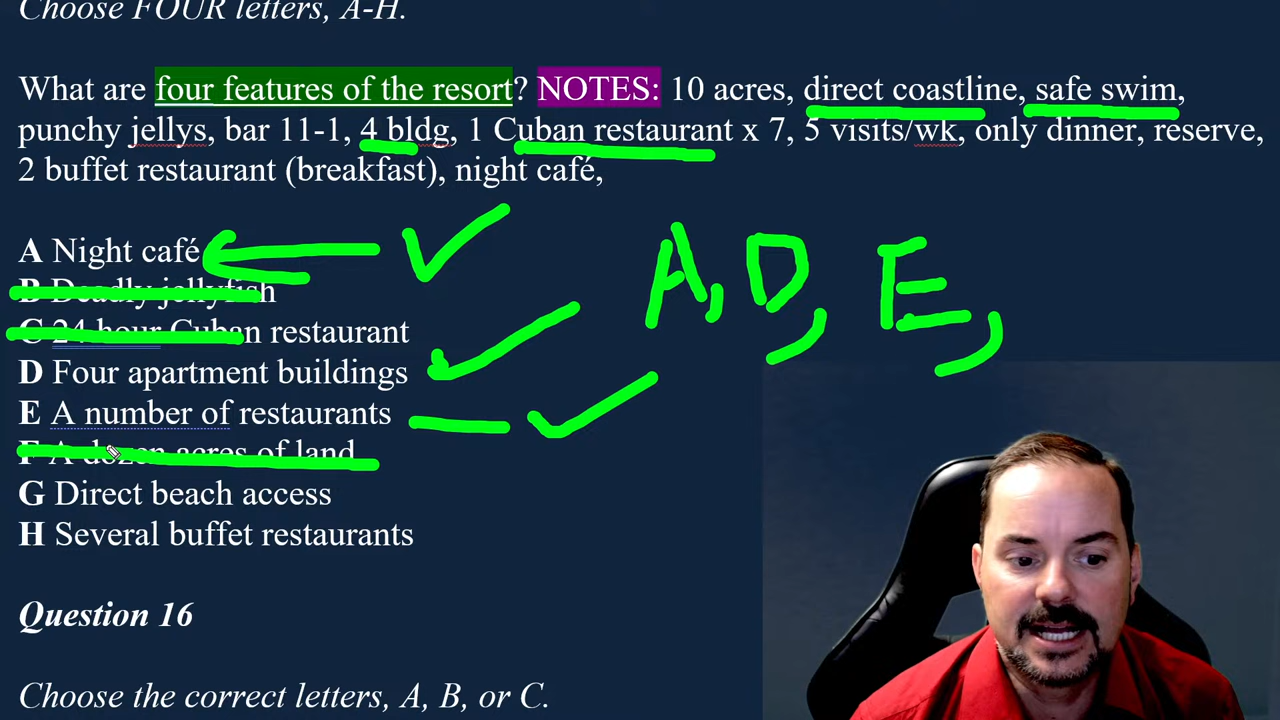 Choose FOUR letters, A-H.
What are four features of the resort? NOTES: 10 acres, direct coastline, safe swim,
punchy jellys, bar 11-1, 4 bldg, 1 Cuban restaurant x 7, 5 visits/wk, only dinner, reserve,
2 buffet restaurant (breakfast), night café,
A Night café
B Deadly jellyfish
C 24 hour Cuban restaurant
D Four apartment buildings
E A number of restaurants
F A dozen acres of land
G Direct beach access
H Several buffet restaurants
A, D, E,
Question 16
Choose the correct letters, A, B, or C.